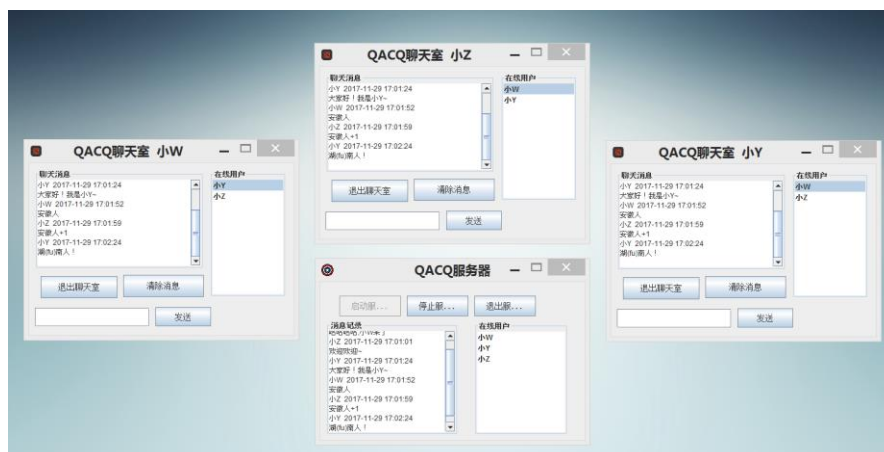 QACQ聊天室 小Z
聊天消息
在线用户
小Y 2017-11-29 17:01:24
大家好！我是小Y~
小W 2017-11-29 17:01:52
安徽人
小Z 2017-11-29 17:01:59
安徽人+1
小Y 2017-11-29 17:02:24
湖(fu)南人！
小W
小Y
退出聊天室
清除消息
发送
QACQ聊天室 小W
聊天消息
在线用户
小Y 2017-11-29 17:01:24
大家好！我是小Y~
小W 2017-11-29 17:01:52
安徽人
小Z 2017-11-29 17:01:59
安徽人+1
小Y 2017-11-29 17:02:24
湖(fu)南人！
小Y
小Z
退出聊天室
清除消息
发送
QACQ聊天室 小Y
聊天消息
在线用户
小Y 2017-11-29 17:01:24
大家好！我是小Y~
小W 2017-11-29 17:01:52
安徽人
小Z 2017-11-29 17:01:59
安徽人+1
小Y 2017-11-29 17:02:24
湖(fu)南人！
小W
小Z
退出聊天室
清除消息
发送
QACQ服务器
启动服...
停止服...
退出服...
消息记录
在线用户
小Z 2017-11-29 17:01:01
欢迎欢迎~
小Y 2017-11-29 17:01:24
大家好！我是小Y~
小W 2017-11-29 17:01:52
安徽人
小Z 2017-11-29 17:01:59
安徽人+1
小Y 2017-11-29 17:02:24
湖(fu)南人！
小W
小Y
小Z